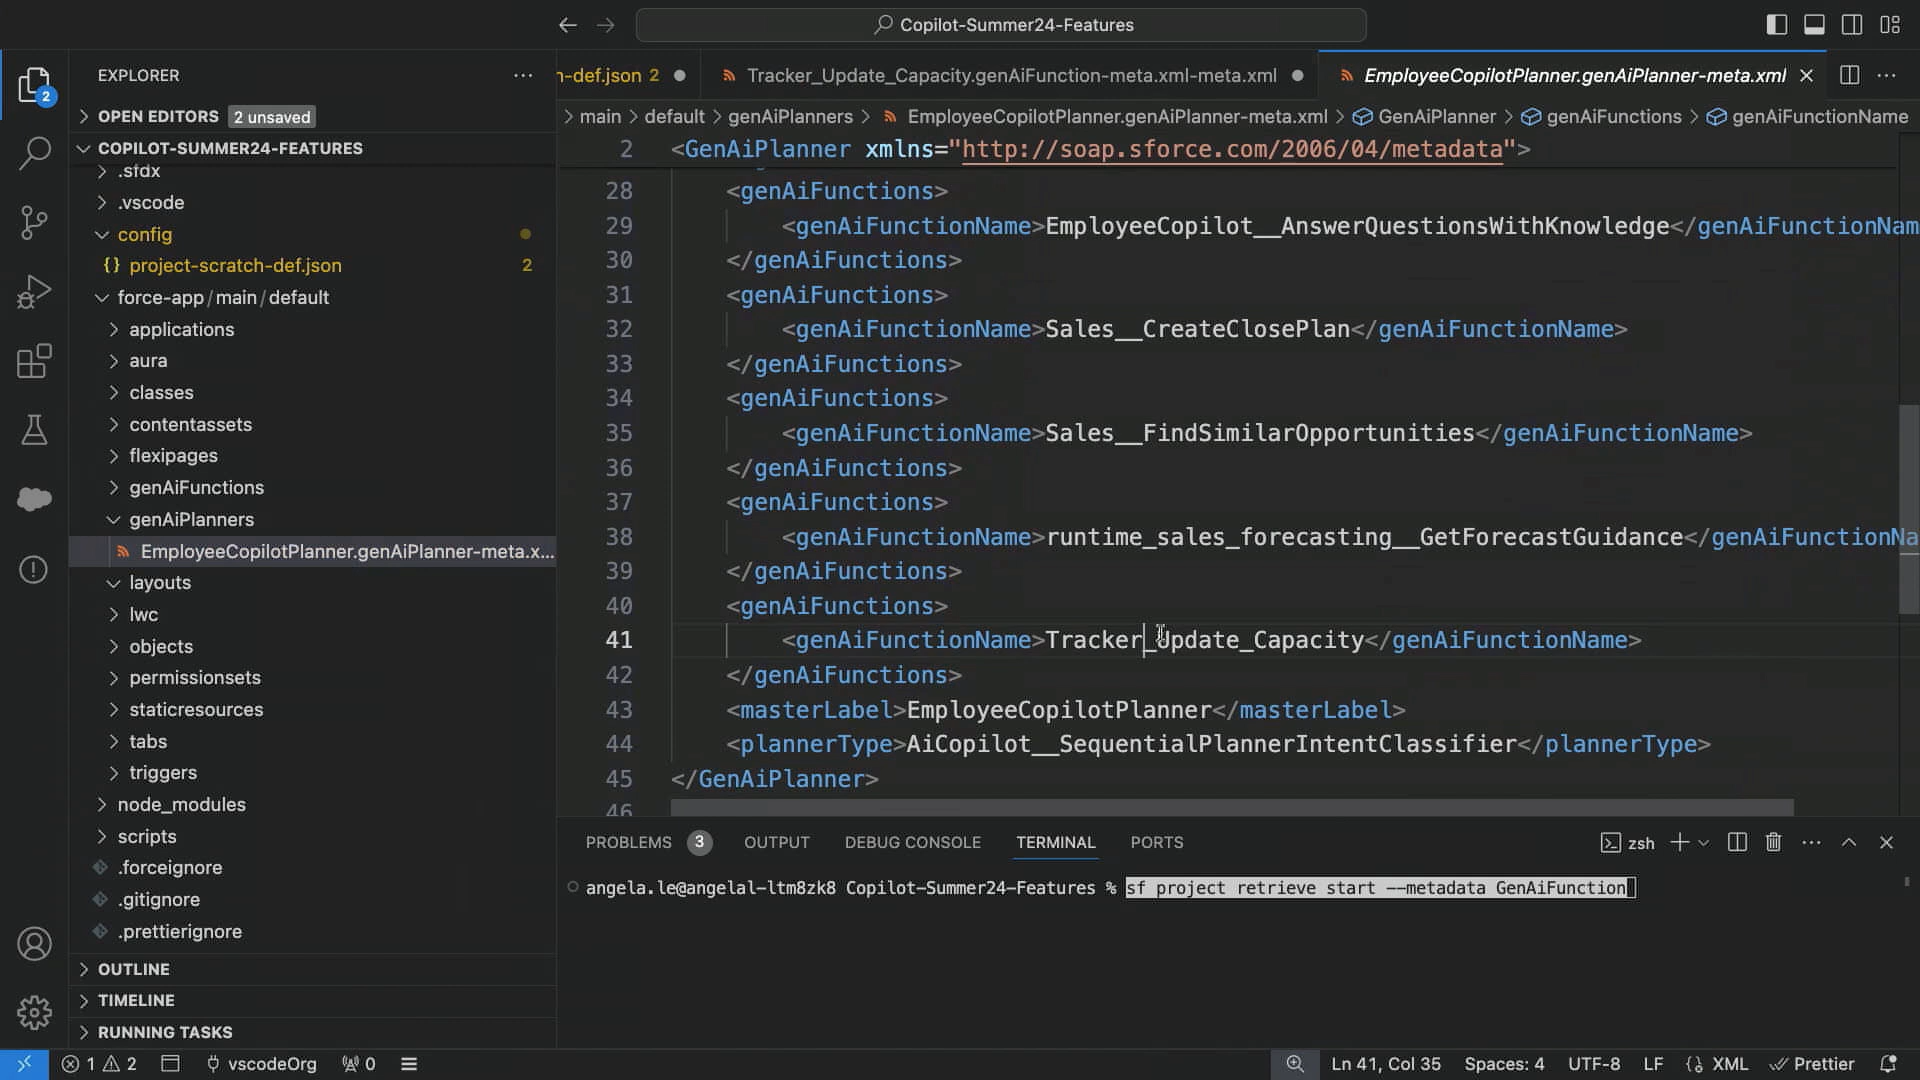 Copilot-Summer24-Features
EXPLORER
n-def.json 2
Tracker_Update_Capacity.genAiFunction-meta.xml-meta.xml
EmployeeCopilotPlanner.genAiPlanner-meta.xml
2
OPEN EDITORS 2 unsaved
main
default
genAiPlanners
EmployeeCopilotPlanner.genAiPlanner-meta.xml
GenAiPlanner
genAiFunctions
genAiFunctionName
COPILOT-SUMMER24-FEATURES
.sfdx
.vscode
config
{} project-scratch-def.json 2
force-app/main/default
applications
aura
classes
contentassets
flexipages
genAiFunctions
genAiPlanners
EmployeeCopilotPlanner.genAiPlanner-meta.x...
layouts
lwc
objects
permissionsets
staticresources
tabs
triggers
node_modules
scripts
.forceignore
.gitignore
.prettierignore
OUTLINE
TIMELINE
RUNNING TASKS
2 <GenAiPlanner xmlns="http://soap.sforce.com/2006/04/metadata">
28 <genAiFunctions>
29 <genAiFunctionName>EmployeeCopilot__AnswerQuestionsWithKnowledge</genAiFunctionNam
30 </genAiFunctions>
31 <genAiFunctions>
32 <genAiFunctionName>Sales__CreateClosePlan</genAiFunctionName>
33 </genAiFunctions>
34 <genAiFunctions>
35 <genAiFunctionName>Sales__FindSimilarOpportunities</genAiFunctionName>
36 </genAiFunctions>
37 <genAiFunctions>
38 <genAiFunctionName>runtime_sales_forecasting__GetForecastGuidance</genAiFunctionNa
39 </genAiFunctions>
40 <genAiFunctions>
41 <genAiFunctionName>Tracker_Update_Capacity</genAiFunctionName>
42 </genAiFunctions>
43 <masterLabel>EmployeeCopilotPlanner</masterLabel>
44 <plannerType>AiCopilot__SequentialPlannerIntentClassifier</plannerType>
45 </GenAiPlanner>
46
PROBLEMS 3 OUTPUT DEBUG CONSOLE TERMINAL PORTS zsh
angela.le@angelal-ltm8zk8 Copilot-Summer24-Features % sf project retrieve start --metadata GenAiFunction
1 2 vscodeOrg 0 Ln 41, Col 35 Spaces: 4 UTF-8 LF {} XML Prettier